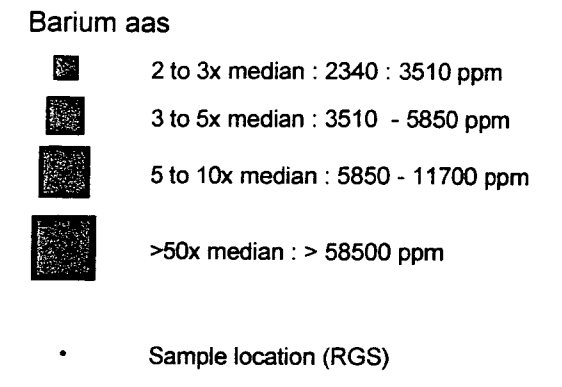 Barium aas
2 to 3x median : 2340 : 3510 ppm
3 to 5x median : 3510 - 5850 ppm
5 to 10x median : 5850 - 11700 ppm
>50x median : > 58500 ppm
Sample location (RGS)